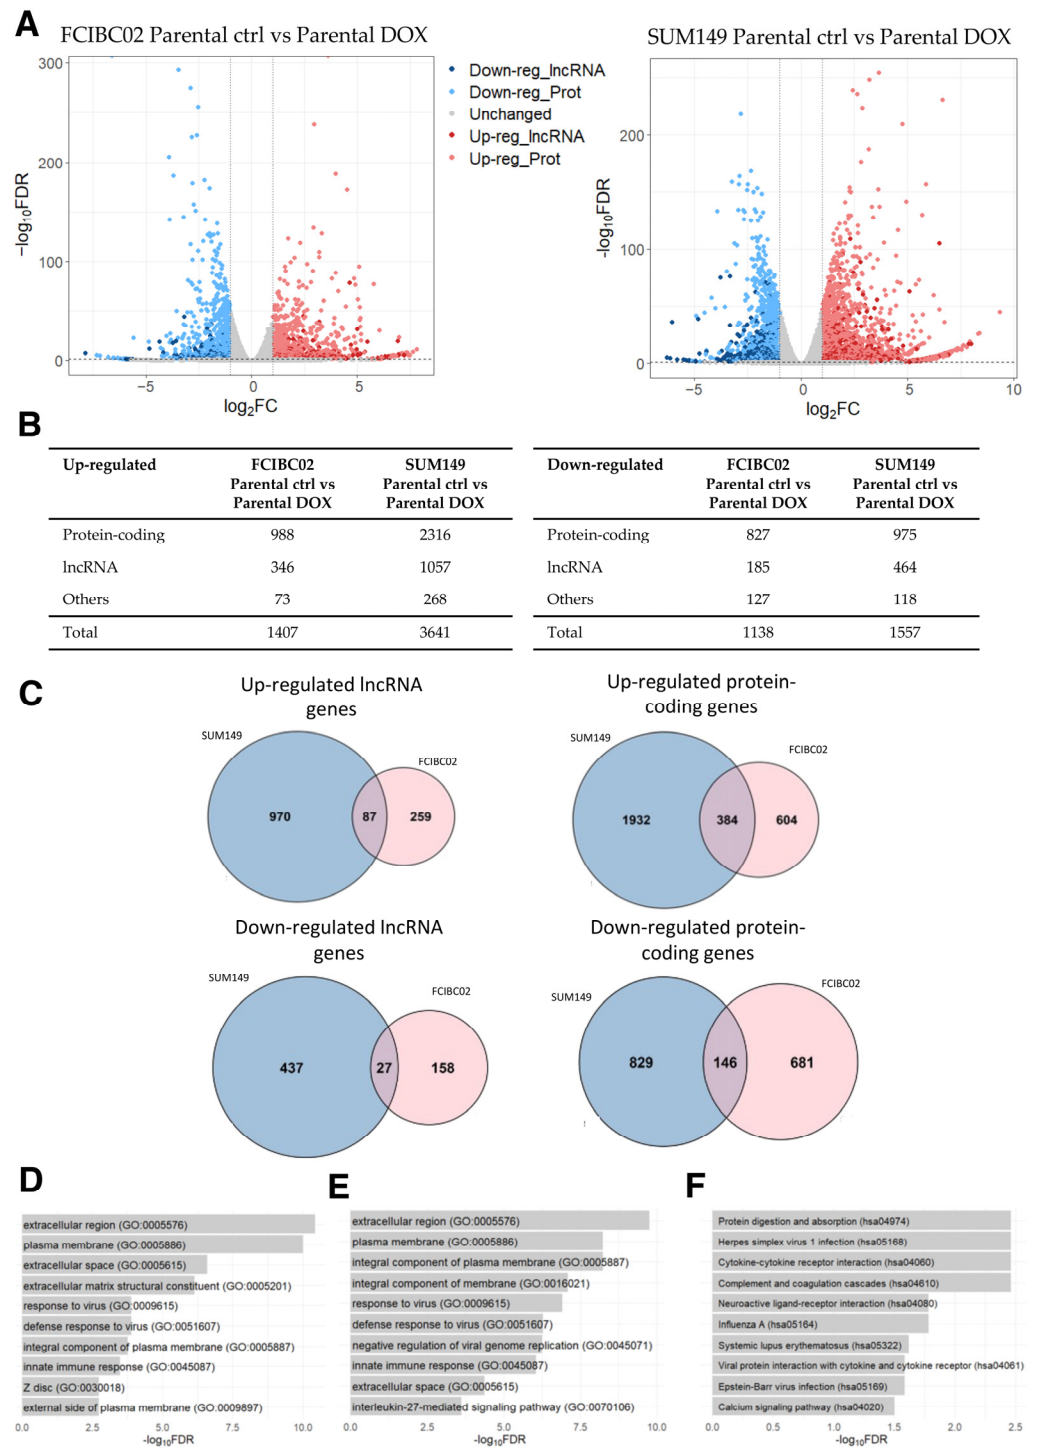 A
FCIBC02 Parental ctrl vs Parental DOX
SUM149 Parental ctrl vs Parental DOX
300
200
100
0
−log10FDR
−5
0
5
log2FC
Down-reg_lncRNA
Down-reg_Prot
Unchanged
Up-reg_lncRNA
Up-reg_Prot
200
100
0
-log10FDR
−5
0
5
10
log2FC
B
Up-regulated FCIBC02 Parental ctrl vs Parental DOX SUM149 Parental ctrl vs Parental DOX
Protein-coding 988 2316
lncRNA 346 1057
Others 73 268
Total 1407 3641
Down-regulated FCIBC02 Parental ctrl vs Parental DOX SUM149 Parental ctrl vs Parental DOX
Protein-coding 827 975
lncRNA 185 464
Others 127 118
Total 1138 1557
C
Up-regulated lncRNA
genes
SUM149
FCIBC02
970 87 259
Up-regulated protein-
coding genes
SUM149
FCIBC02
1932 384 604
Down-regulated lncRNA
genes
SUM149
FCIBC02
437 27 158
Down-regulated protein-
coding genes
SUM149
FCIBC02
829 146 681
D
extracellular region (GO:0005576)
plasma membrane (GO:0005886)
extracellular space (GO:0005615)
extracellular matrix structural constituent (GO:0005201)
response to virus (GO:0009615)
defense response to virus (GO:0051607)
integral component of plasma membrane (GO:0005887)
innate immune response (GO:0045087)
Z disc (GO:0030018)
external side of plasma membrane (GO:0009897)
0.0 2.5 5.0 7.5 10.0
-log10FDR
E
extracellular region (GO:0005576)
plasma membrane (GO:0005886)
integral component of plasma membrane (GO:0005887)
integral component of membrane (GO:0016021)
response to virus (GO:0009615)
defense response to virus (GO:0051607)
negative regulation of viral genome replication (GO:0045071)
innate immune response (GO:0045087)
extracellular space (GO:0005615)
interleukin-27-mediated signaling pathway (GO:0070106)
0.0 2.5 5.0 7.5 10.0
-log10FDR
F
Protein digestion and absorption (hsa04974)
Herpes simplex virus 1 infection (hsa05168)
Cytokine-cytokine receptor interaction (hsa04060)
Complement and coagulation cascades (hsa04610)
Neuroactive ligand-receptor interaction (hsa04080)
Influenza A (hsa05164)
Systemic lupus erythematosus (hsa05322)
Viral protein interaction with cytokine and cytokine receptor (hsa04061)
Epstein-Barr virus infection (hsa05169)
Calcium signaling pathway (hsa04020)
0.0 0.5 1.0 1.5 2.0 2.5
-log10FDR